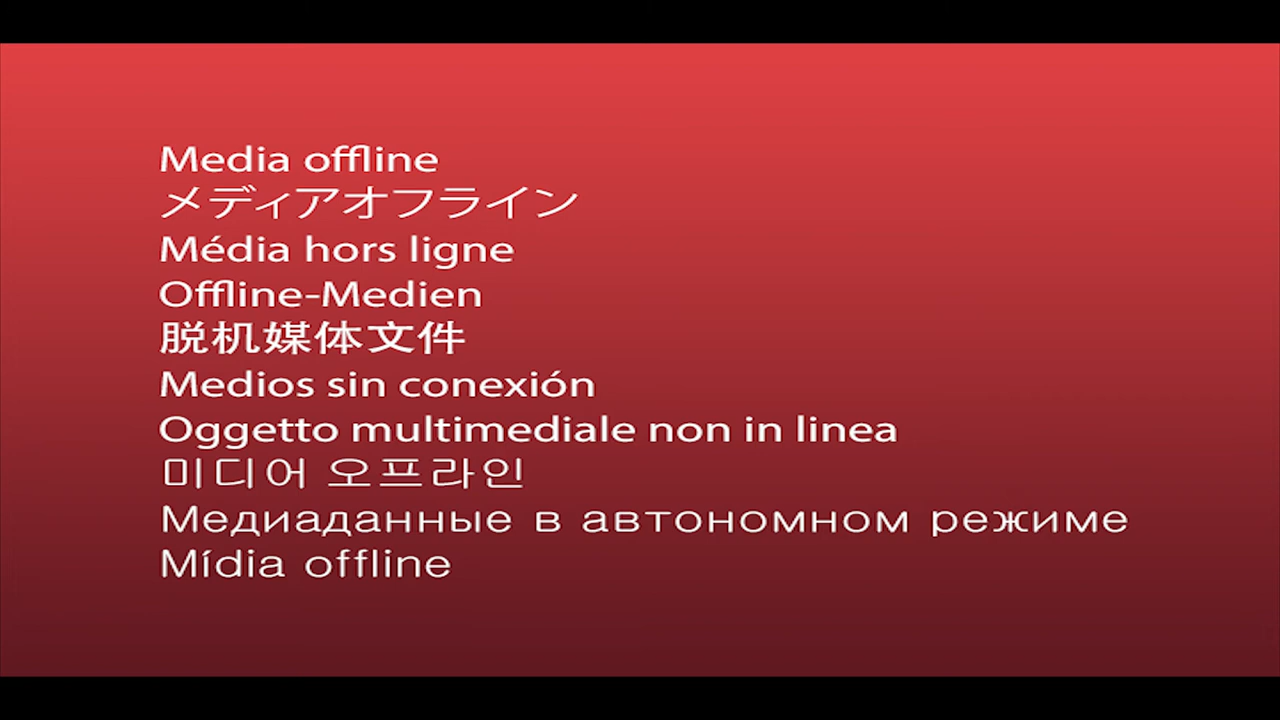 Media offline
メディアオフライン
Média hors ligne
Offline-Medien
脱机媒体文件
Medios sin conexión
Oggetto multimediale non in linea
미디어 오프라인
Медиаданные в автономном режиме
Mídia offline